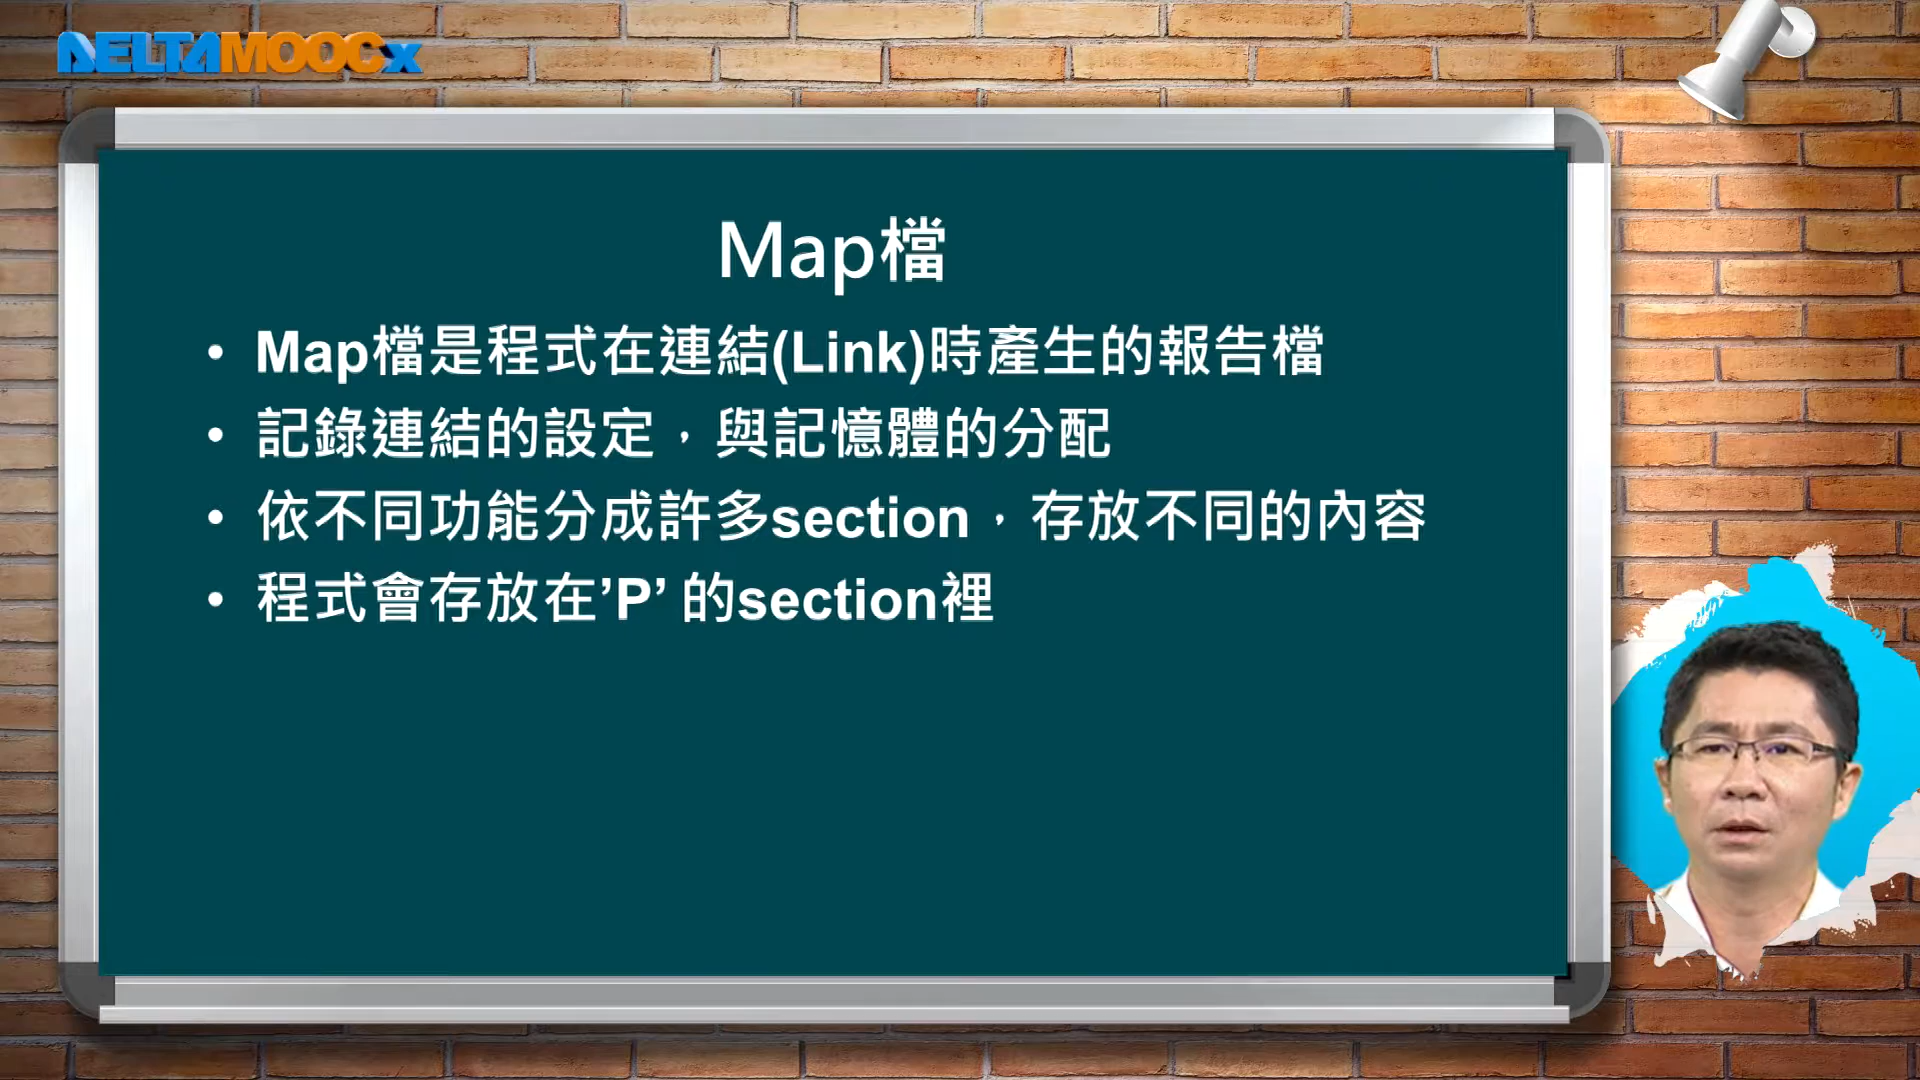 DELTAMOOCx
Map檔
• Map檔是程式在連結(Link)時產生的報告檔
• 記錄連結的設定，與記憶體的分配
• 依不同功能分成許多section，存放不同的內容
• 程式會存放在’P’ 的section裡